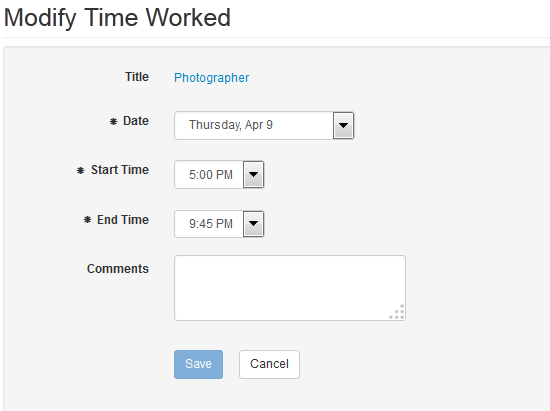 Modify Time Worked
Title Photographer
* Date Thursday, Apr 9
* Start Time 5:00 PM
* End Time 9:45 PM
Comments
Save Cancel